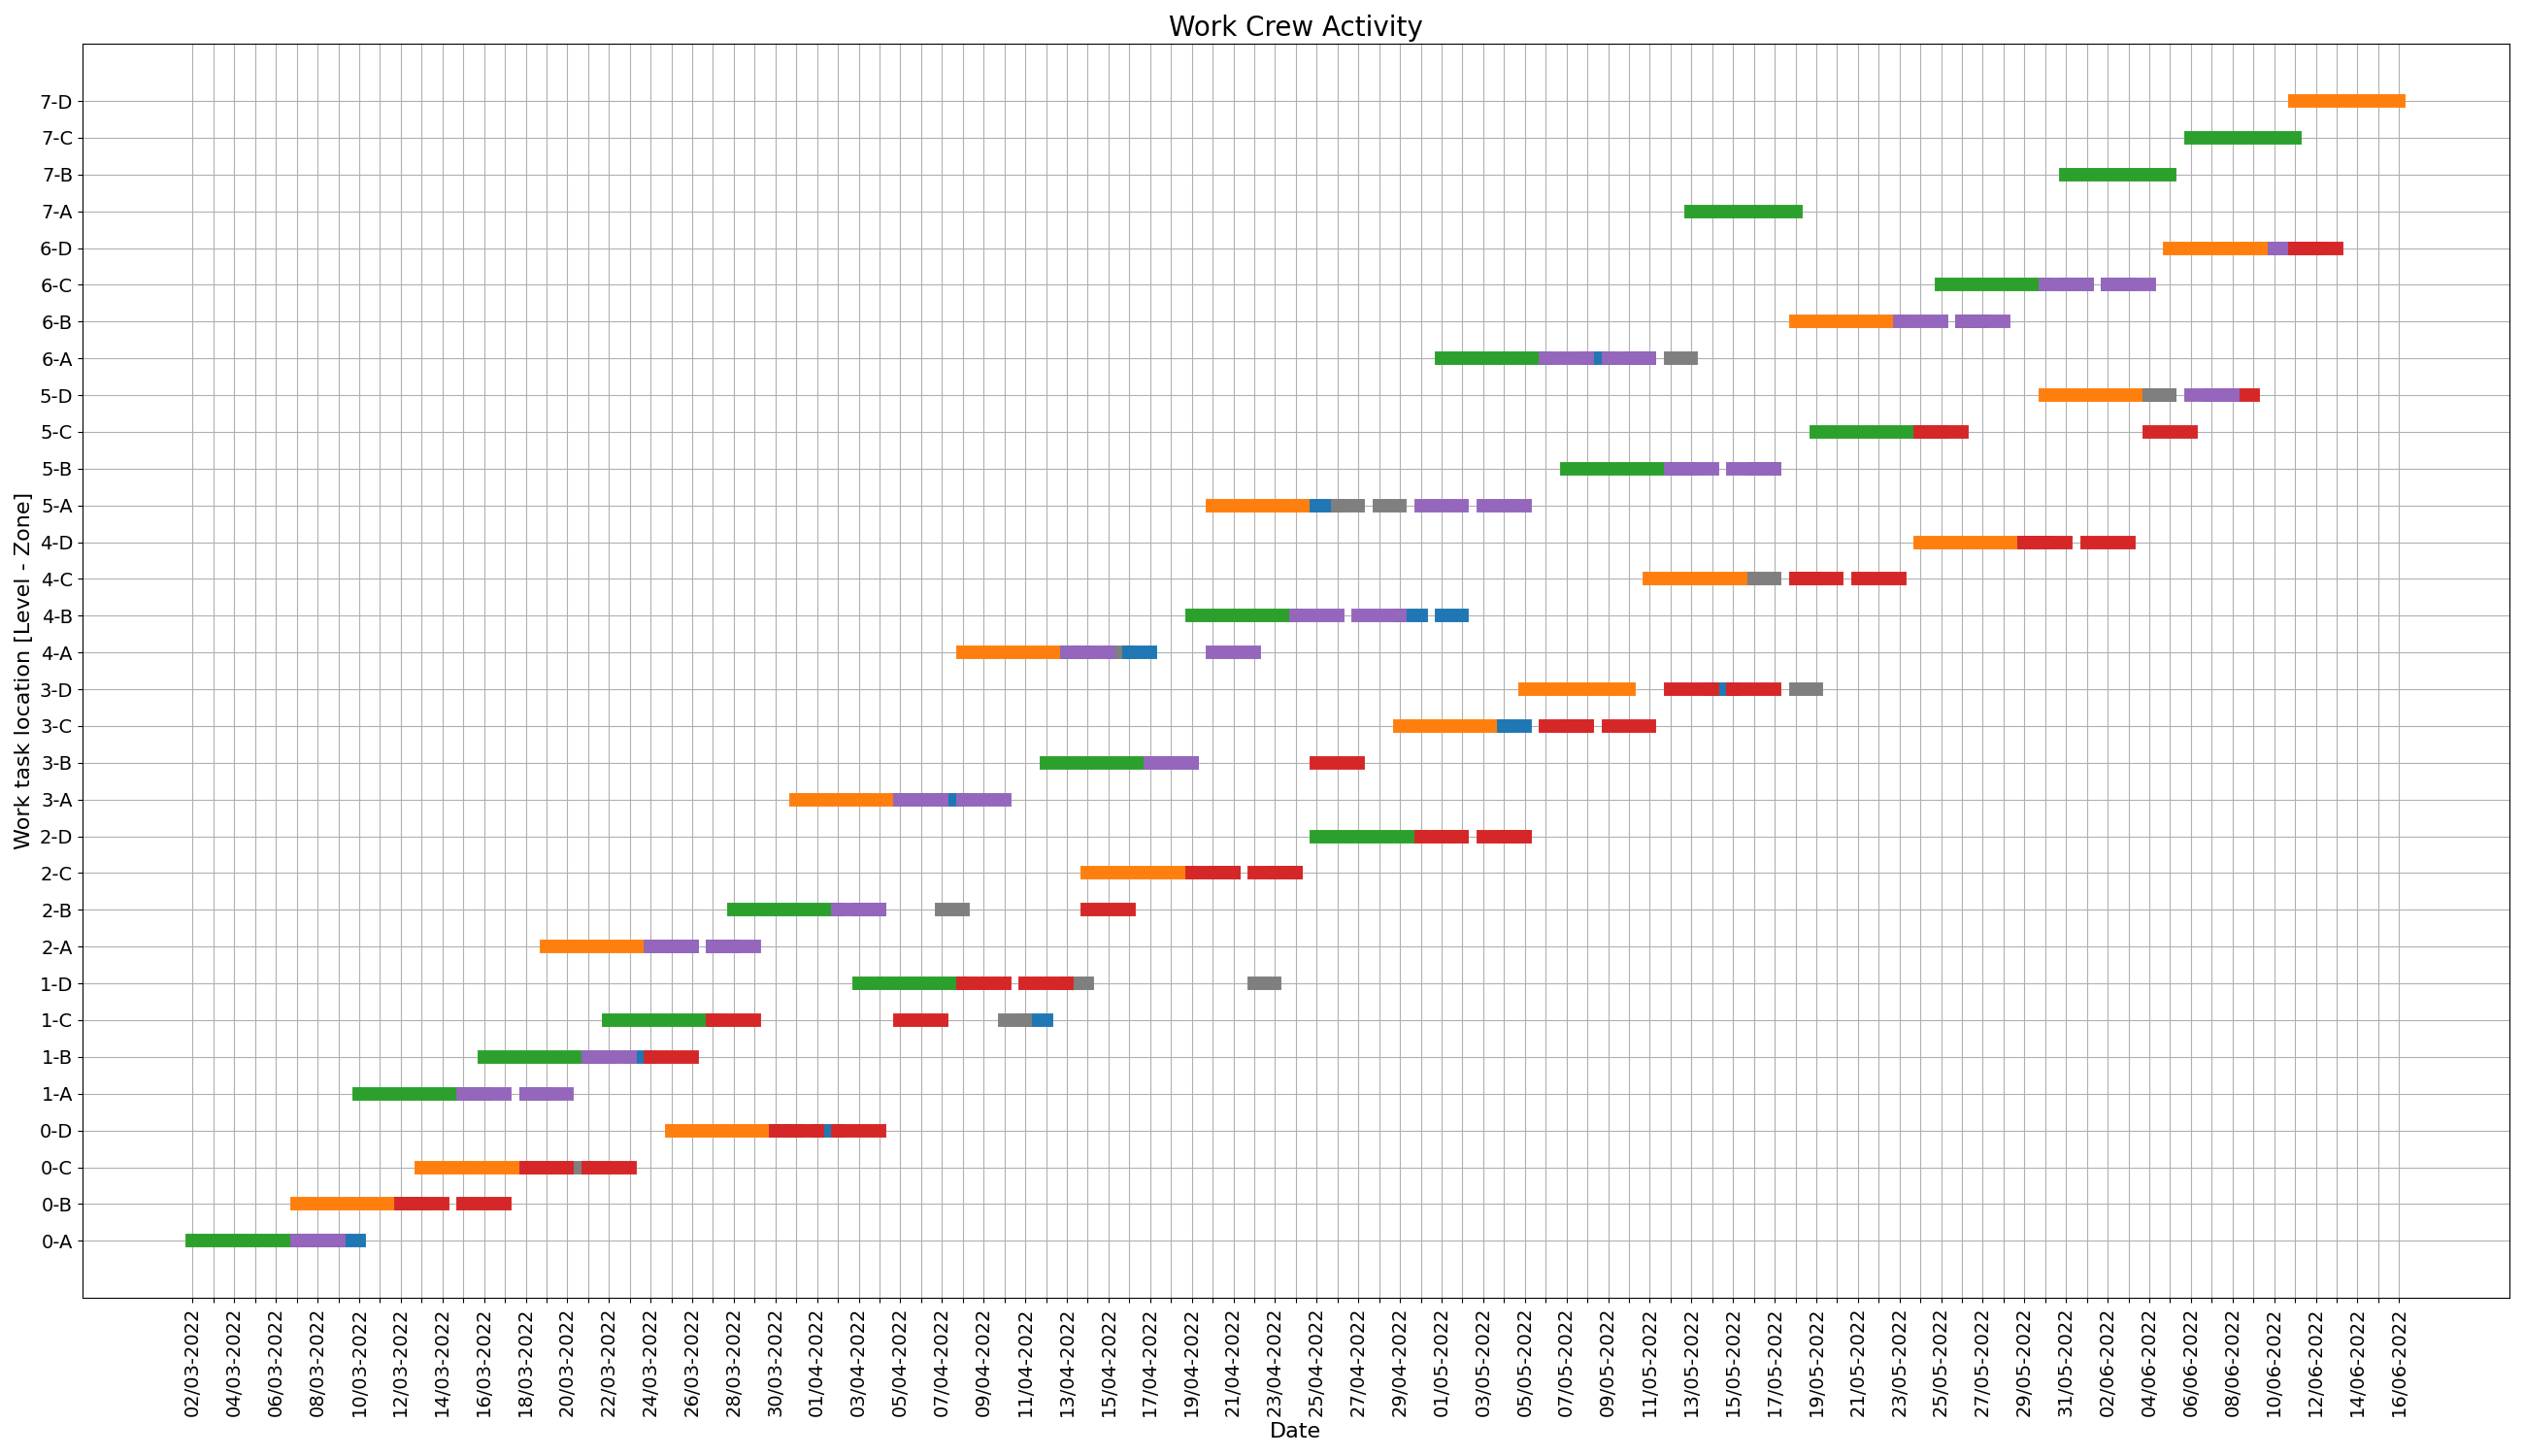 Work Crew Activity
Work task location [Level - Zone]
7-D
7-C
7-B
7-A
6-D
6-C
6-B
6-A
5-D
5-C
5-B
5-A
4-D
4-C
4-B
4-A
3-D
3-C
3-B
3-A
2-D
2-C
2-B
2-A
1-D
1-C
1-B
1-A
0-D
0-C
0-B
0-A
02/03-2022
04/03-2022
06/03-2022
08/03-2022
10/03-2022
12/03-2022
14/03-2022
16/03-2022
18/03-2022
20/03-2022
22/03-2022
24/03-2022
26/03-2022
28/03-2022
30/03-2022
01/04-2022
03/04-2022
05/04-2022
07/04-2022
09/04-2022
11/04-2022
13/04-2022
15/04-2022
17/04-2022
19/04-2022
21/04-2022
23/04-2022
25/04-2022
27/04-2022
29/04-2022
01/05-2022
03/05-2022
05/05-2022
07/05-2022
09/05-2022
11/05-2022
13/05-2022
15/05-2022
17/05-2022
19/05-2022
21/05-2022
23/05-2022
25/05-2022
27/05-2022
29/05-2022
31/05-2022
02/06-2022
04/06-2022
06/06-2022
08/06-2022
10/06-2022
12/06-2022
14/06-2022
16/06-2022
Date